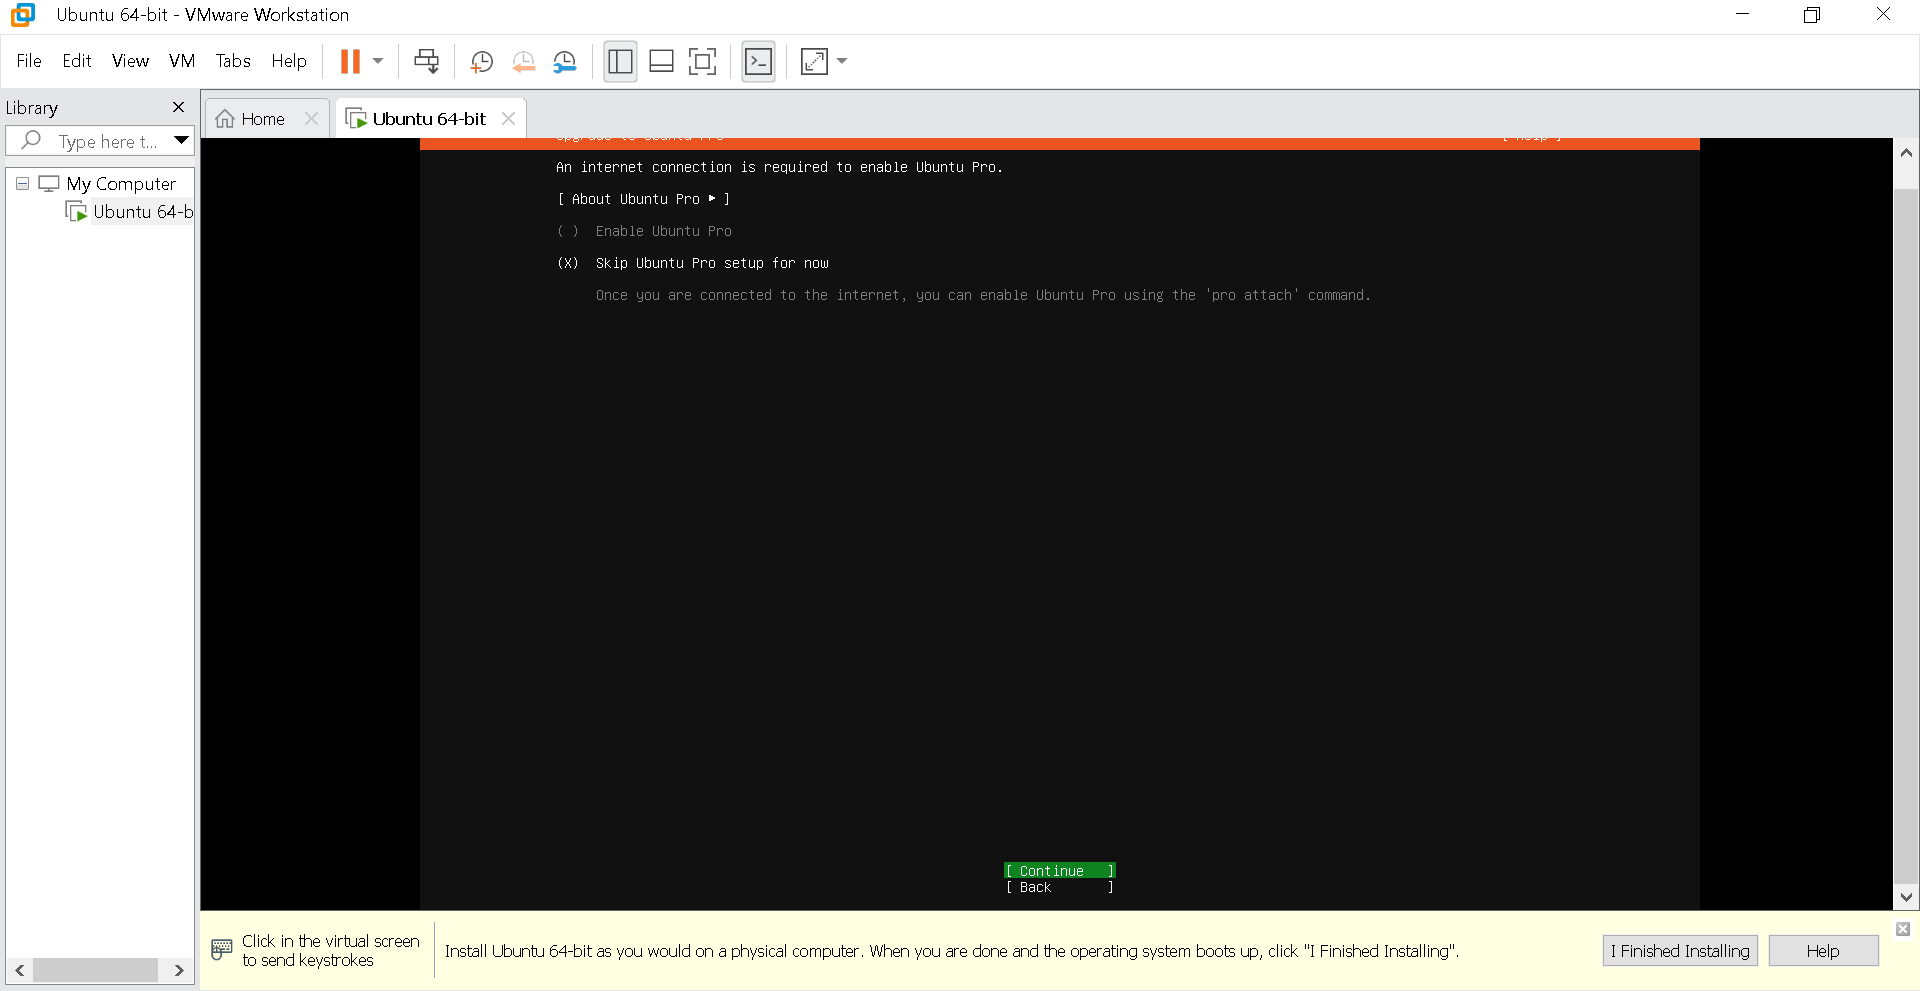 Ubuntu 64-bit - VMware Workstation
File Edit View VM Tabs Help
Library
Type here t...
My Computer
Ubuntu 64-b
Home
Ubuntu 64-bit
Upgrade to Ubuntu Pro [ Help ]
An internet connection is required to enable Ubuntu Pro.
[ About Ubuntu Pro ▸ ]
( ) Enable Ubuntu Pro
(X) Skip Ubuntu Pro setup for now
Once you are connected to the internet, you can enable Ubuntu Pro using the 'pro attach' command.
[ Continue ]
[ Back ]
Click in the virtual screen
to send keystrokes
Install Ubuntu 64-bit as you would on a physical computer. When you are done and the operating system boots up, click "I Finished Installing".
I Finished Installing
Help